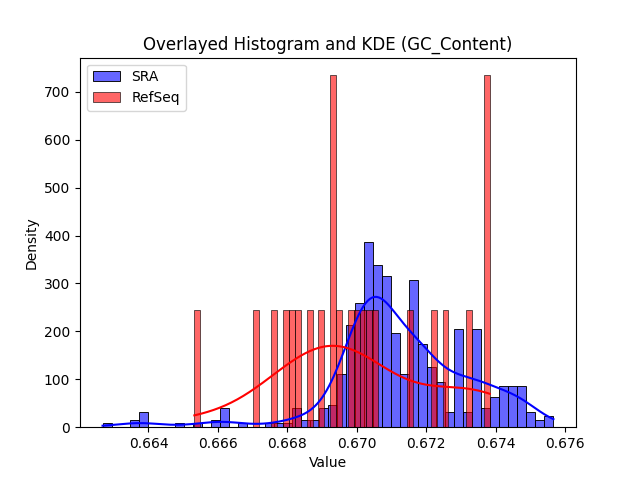 Overlayed Histogram and KDE (GC_Content)
SRA
RefSeq
700
600
500
400
300
200
100
0
Density
0.664 0.666 0.668 0.670 0.672 0.674 0.676
Value